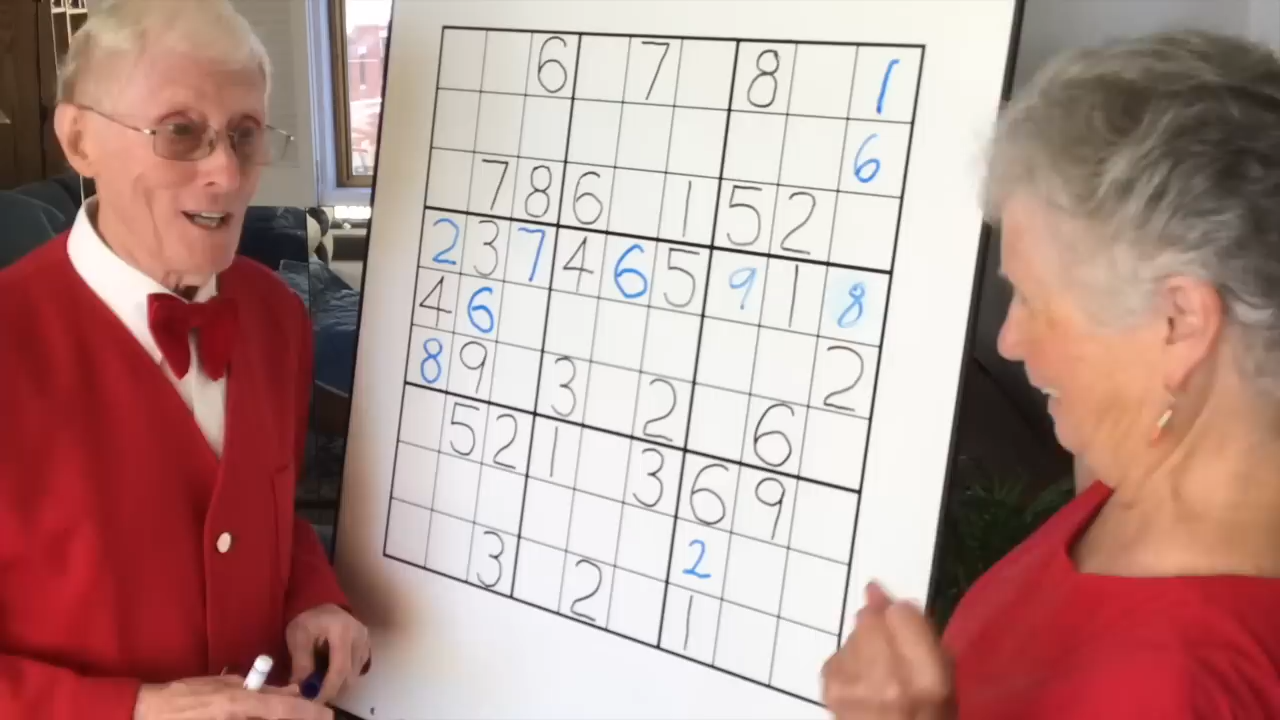 6 7 8 1
6
7 8 6 1 5 2
2 3 7 4 6 5 9 1 8
4 6 2
8 9 3 2 6
5 2 1 3 6 9
2
3 2 1